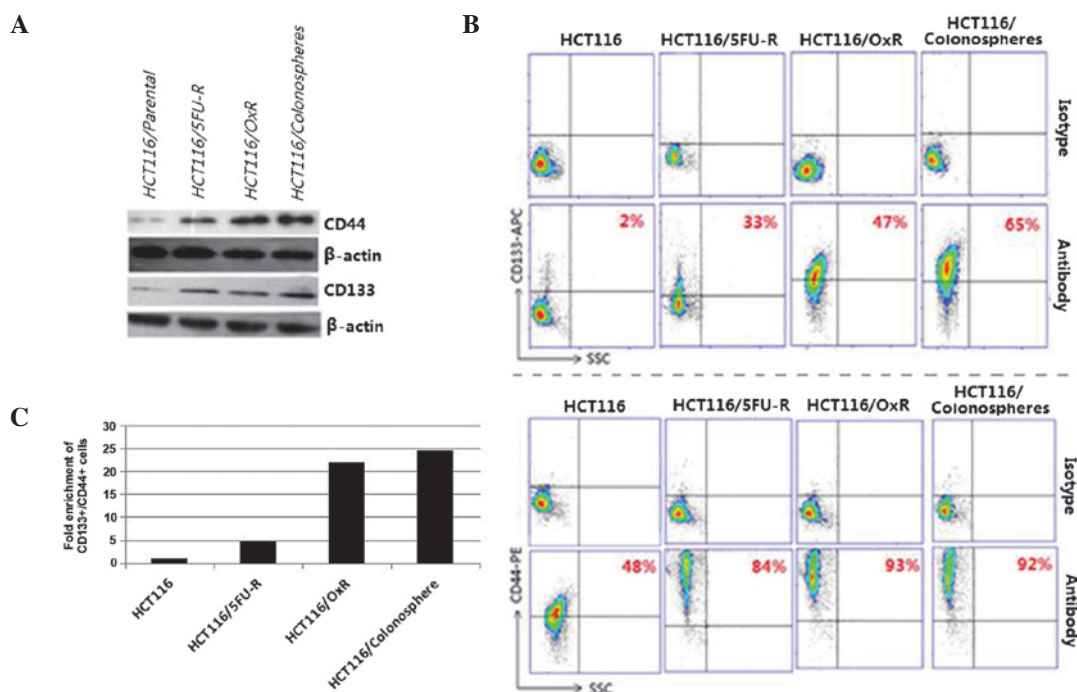 A
HCT116/Parental
HCT116/5FU-R
HCT116/OxR
HCT116/Colonospheres
CD44
β-actin
CD133
β-actin
B
HCT116
HCT116/5FU-R
HCT116/OxR
HCT116/
Colonospheres
Isotype
2%
33%
47%
65%
Antibody
CD133-APC
SSC
HCT116
HCT116/5FU-R
HCT116/OxR
HCT116/
Colonospheres
Isotype
48%
84%
93%
92%
Antibody
CD44-PE
SSC
C
Fold enrichment of
CD133+/CD44+ cells
30
25
20
15
10
5
0
HCT116
HCT116/5FU-R
HCT116/OxR
HCT116/Colonosphere